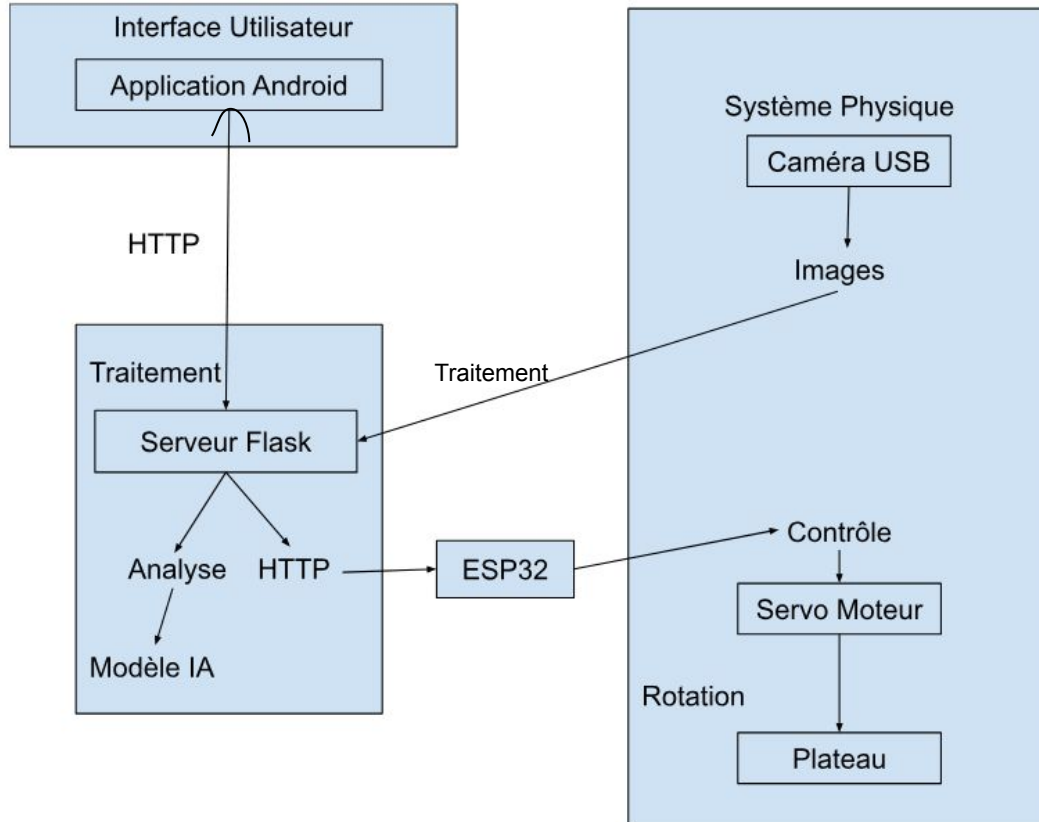 Interface Utilisateur
Application Android
HTTP
Traitement
Serveur Flask
Analyse
HTTP
Modèle IA
Traitement
ESP32
Système Physique
Caméra USB
Images
Contrôle
Servo Moteur
Rotation
Plateau